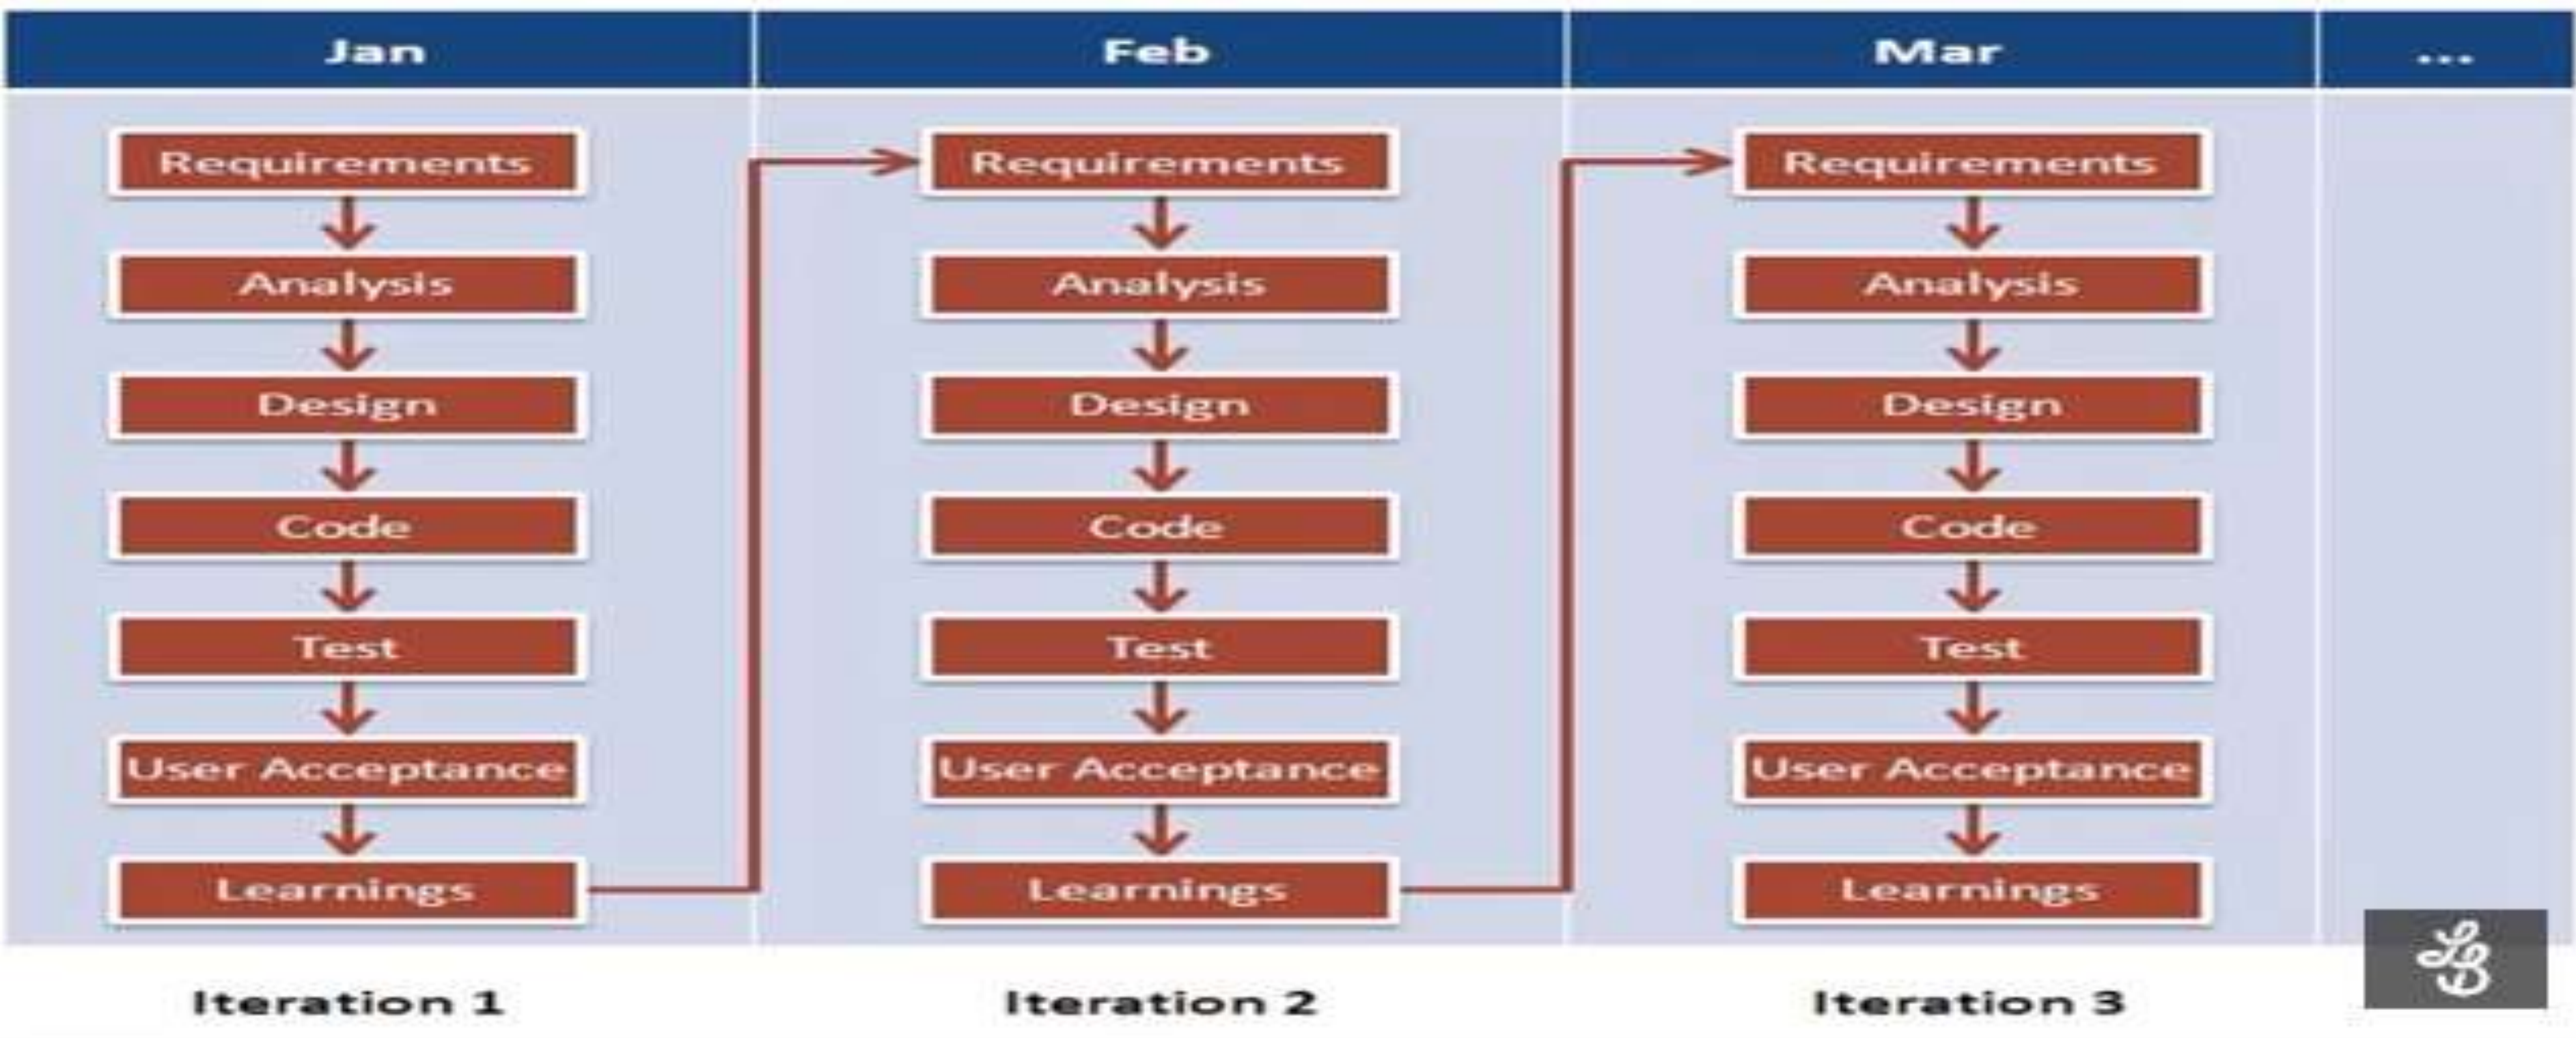 Jan
Feb
Mar
...
Requirements
Analysis
Design
Code
Test
User Acceptance
Learnings
Requirements
Analysis
Design
Code
Test
User Acceptance
Learnings
Requirements
Analysis
Design
Code
Test
User Acceptance
Learnings
Iteration 1
Iteration 2
Iteration 3
LB